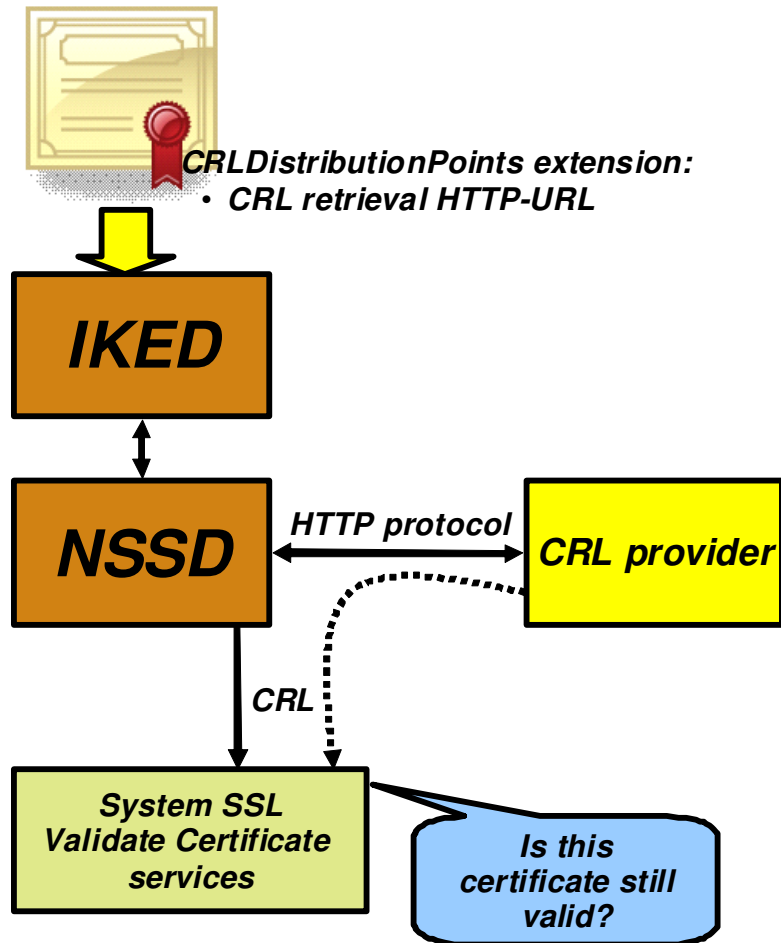 CRLDistributionPoints extension:
• CRL retrieval HTTP-URL
IKED
NSSD
HTTP protocol
CRL provider
CRL
System SSL
Validate Certificate
services
Is this
certificate still
valid?